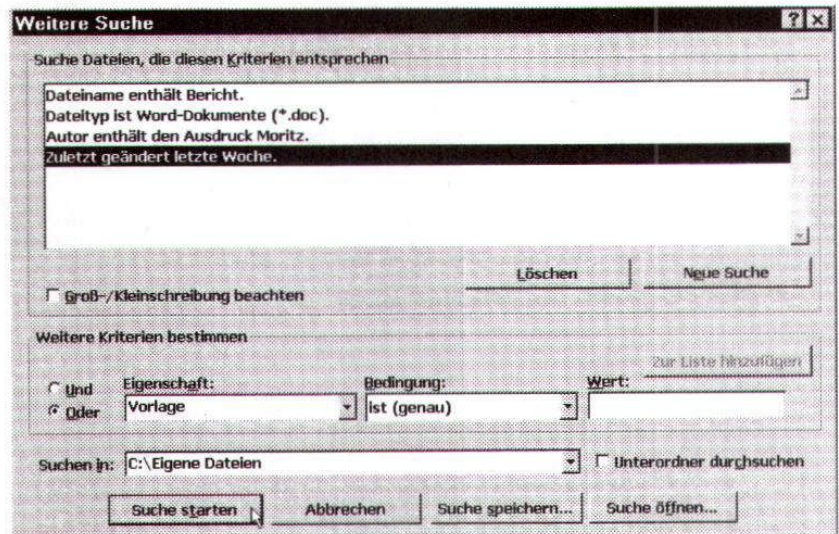 Weitere Suche
Suche Dateien, die diesen Kriterien entsprechen
Dateiname enthält Bericht.
Dateityp ist Word-Dokumente (*.doc).
Autor enthält den Ausdruck Moritz.
Zuletzt geändert letzte Woche.
Löschen Neue Suche
Groß-/Kleinschreibung beachten
Weitere Kriterien bestimmen
Zur Liste hinzufügen
Und Eigenschaft: Bedingung: Wert:
Oder Vorlage ist (genau)
Suchen in: C:\Eigene Dateien Unterordner durchsuchen
Suche starten Abbrechen Suche speichern... Suche öffnen...